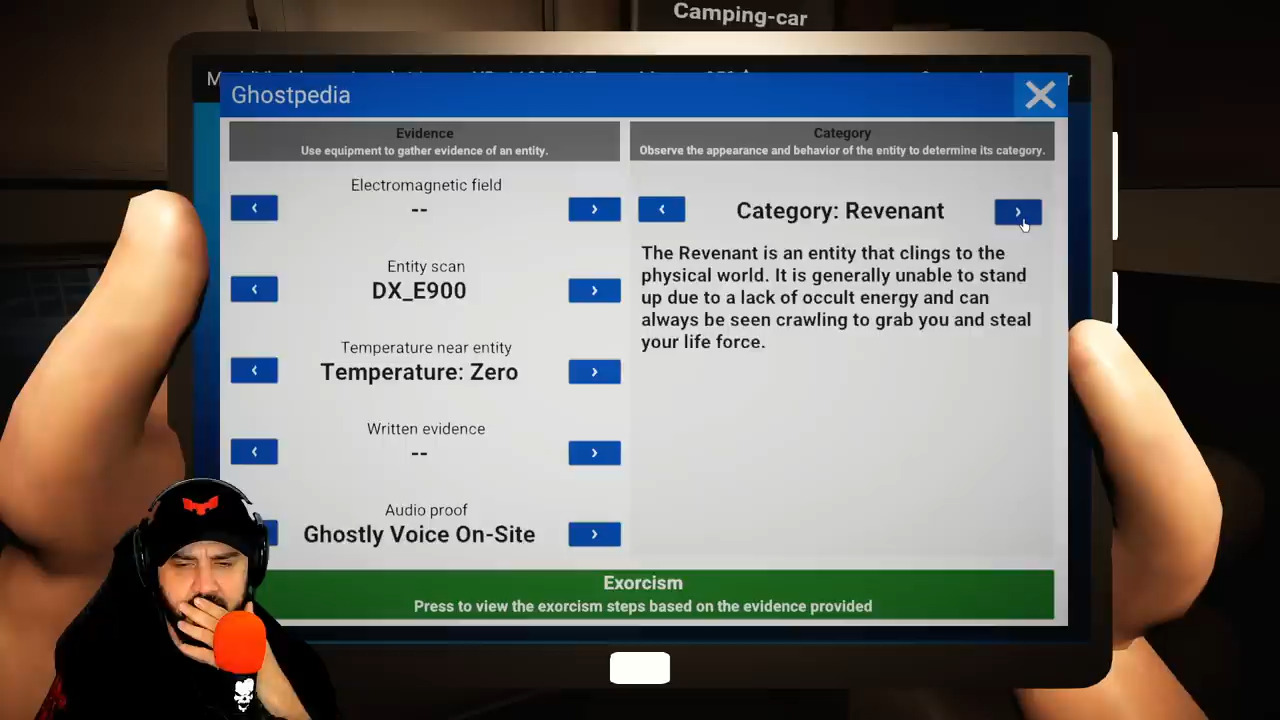 Camping-car
Ghostpedia
Evidence
Use equipment to gather evidence of an entity.
Category
Observe the appearance and behavior of the entity to determine its category.
Electromagnetic field
--
Entity scan
DX_E900
Temperature near entity
Temperature: Zero
Written evidence
--
Audio proof
Ghostly Voice On-Site
Category: Revenant
The Revenant is an entity that clings to the
physical world. It is generally unable to stand
up due to a lack of occult energy and can
always be seen crawling to grab you and steal
your life force.
Exorcism
Press to view the exorcism steps based on the evidence provided